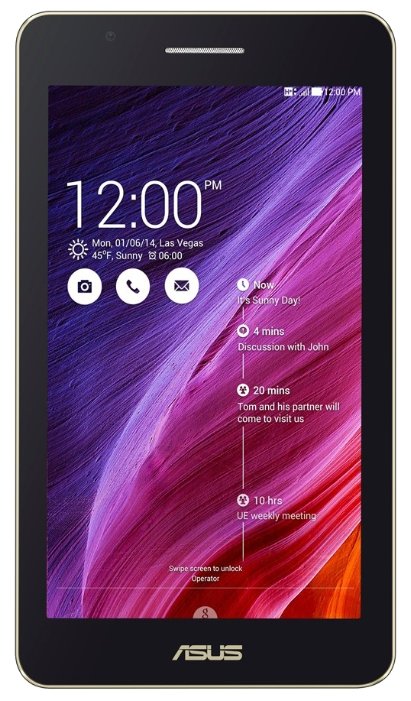 12:00 PM
12:00 PM
Mon, 01/06/14, Las Vegas
45°F, Sunny 06:00
Now
It's Sunny Day!
4 mins
Discussion with John
20 mins
Tom and his partner will
come to visit us
10 hrs
UE weekly meeting
Swipe screen to unlock
Operator
g
ASUS